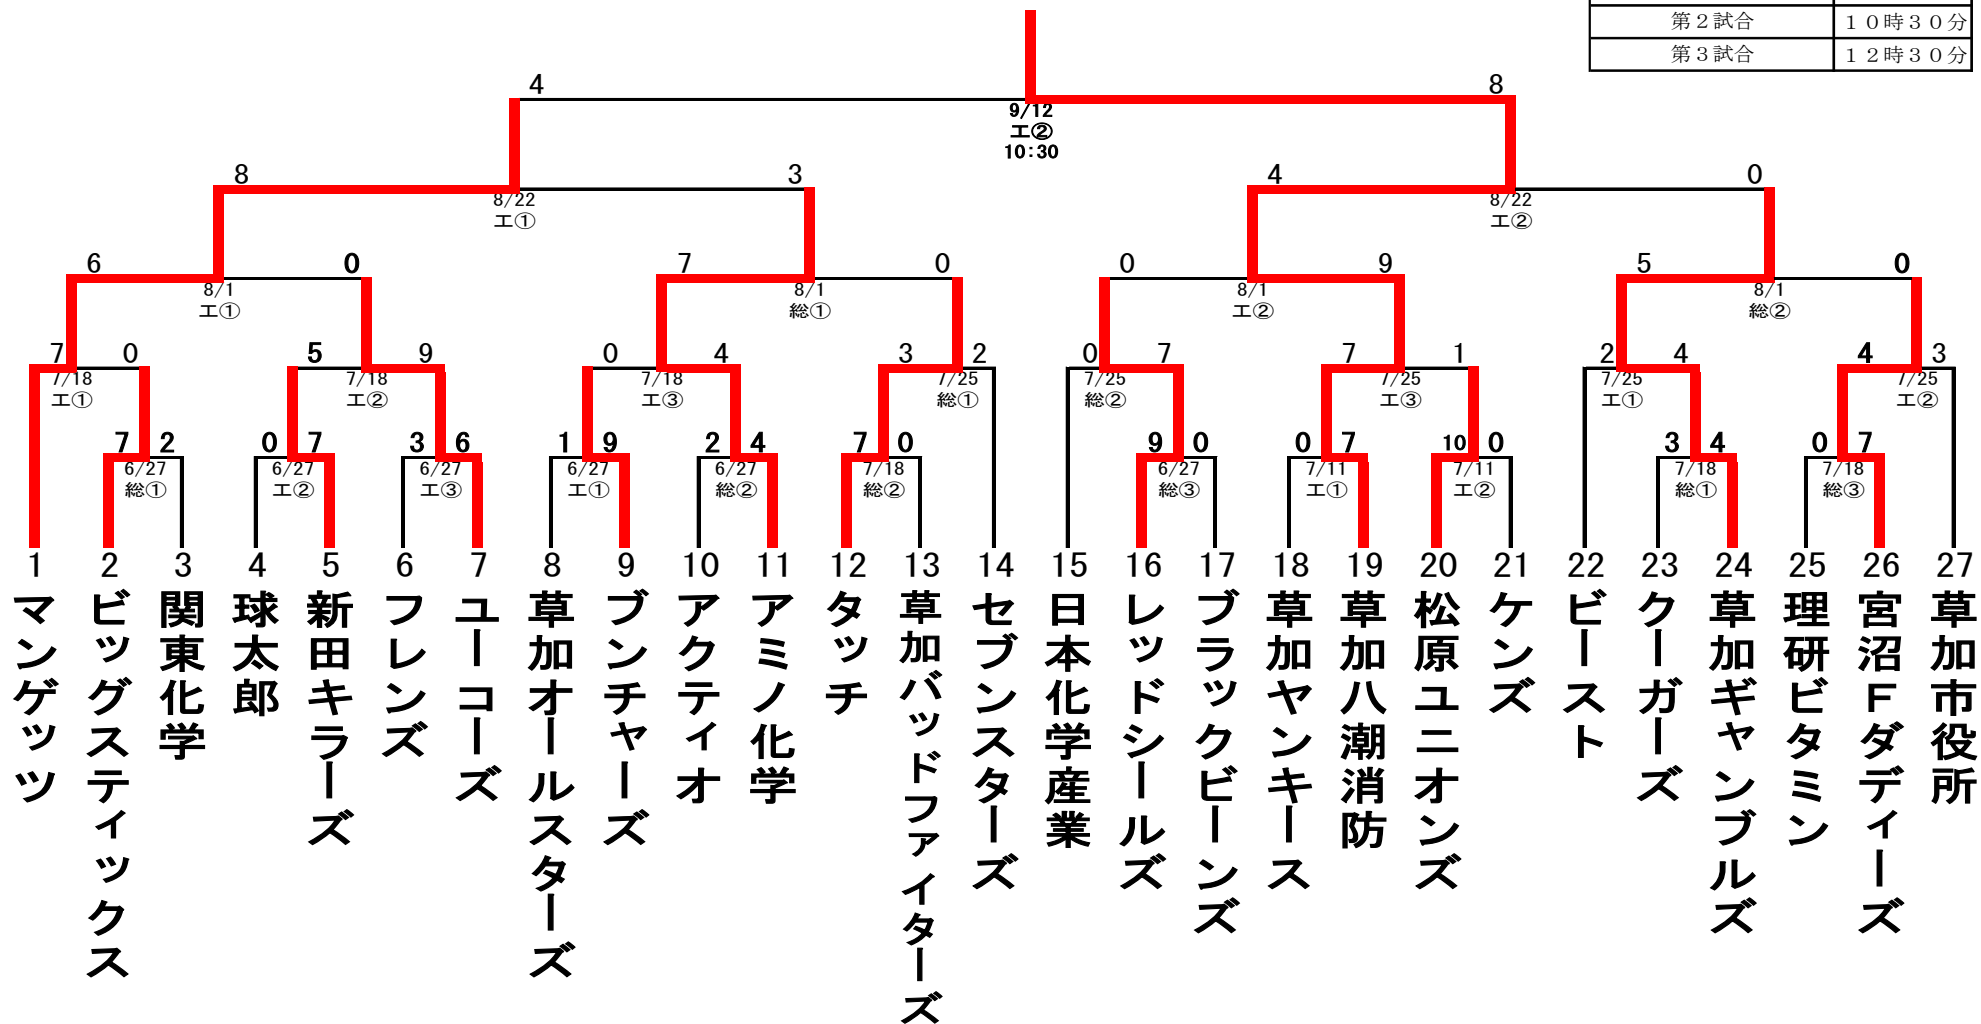 第２試合 １０時３０分
第３試合 １２時３０分
4 8
9/12
エ②
10:30
8 3 4 0
8/22 8/22
エ① エ②
6 0 7 0 0 9 5 0
8/1 8/1 8/1 8/1
エ① 総① エ② 総②
7 0 5 9 0 4 3 2 0 7 7 1 2 4 4 3
7/18 7/18 7/18 7/25 7/25 7/25 7/25 7/25
エ① エ② エ③ 総① 総② エ③ エ① エ②
7 2 0 7 3 6 1 9 2 4 7 0 9 0 0 7 10 0 3 4 0 7
6/27 6/27 6/27 6/27 6/27 7/18 6/27 7/11 7/11 7/18 7/18
総① エ② エ③ エ① 総② 総② 総③ エ① エ② 総① 総③
1 2 3 4 5 6 7 8 9 10 11 12 13 14 15 16 17 18 19 20 21 22 23 24 25 26 27
マンゲッツ
ビッグスティックス
関東化学
球太郎
新田キラーズ
フレンズ
ユーコーズ
草加オールスターズ
ブンチャーズ
アクティオ
アミノ化学
タッチ
草加バッドファイターズ
セブンスターズ
日本化学産業
レッドシールズ
ブラックビーンズ
草加ヤンキース
草加八潮消防
松原ユニオンズ
ケンズ
ビースト
クーガーズ
草加ギャンブルズ
理研ビタミン
宮沼Ｆダディーズ
草加市役所